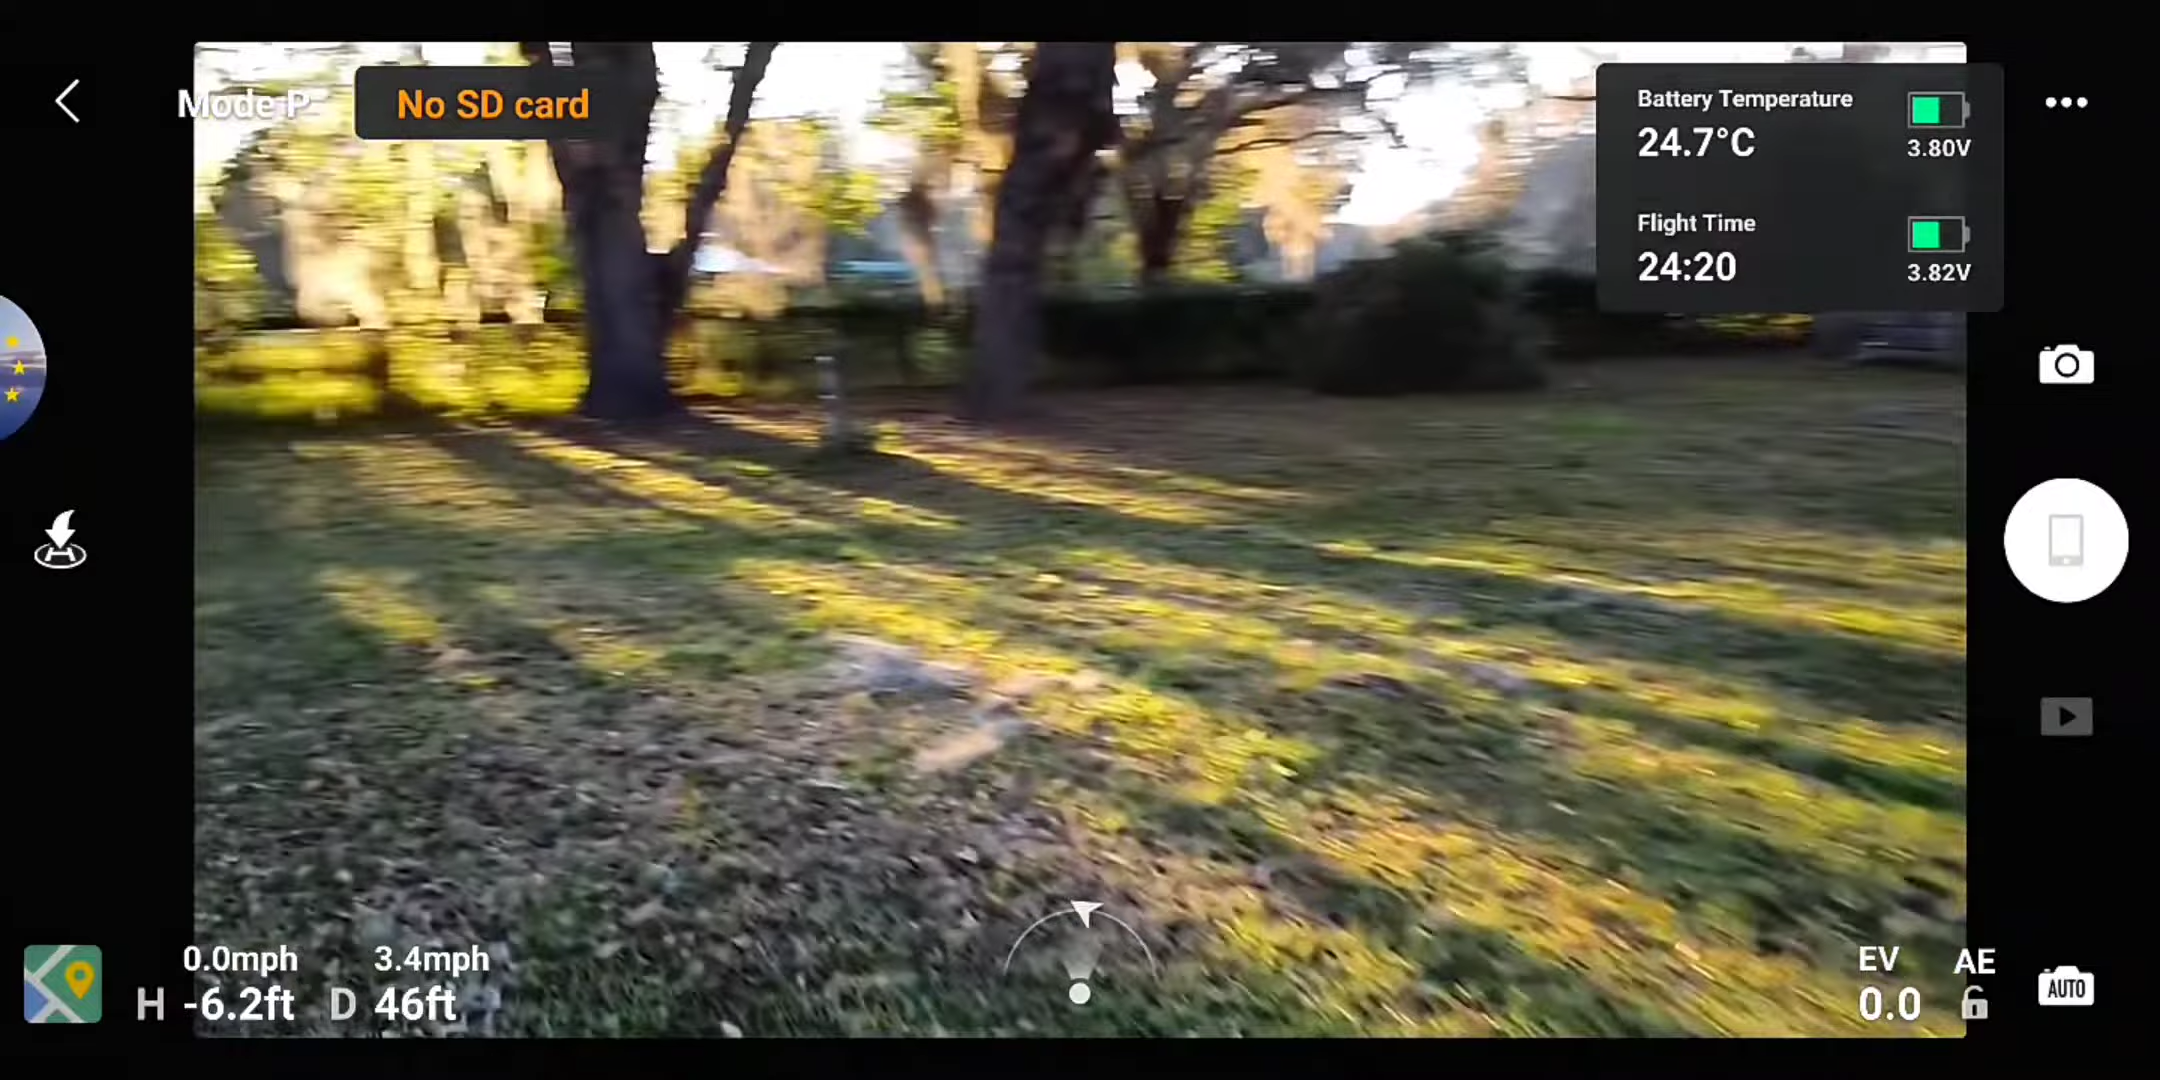 Mode P
No SD card
Battery Temperature
24.7°C
3.80V
Flight Time
24:20
3.82V
0.0mph 3.4mph
H -6.2ft D 46ft
EV AE
0.0
AUTO